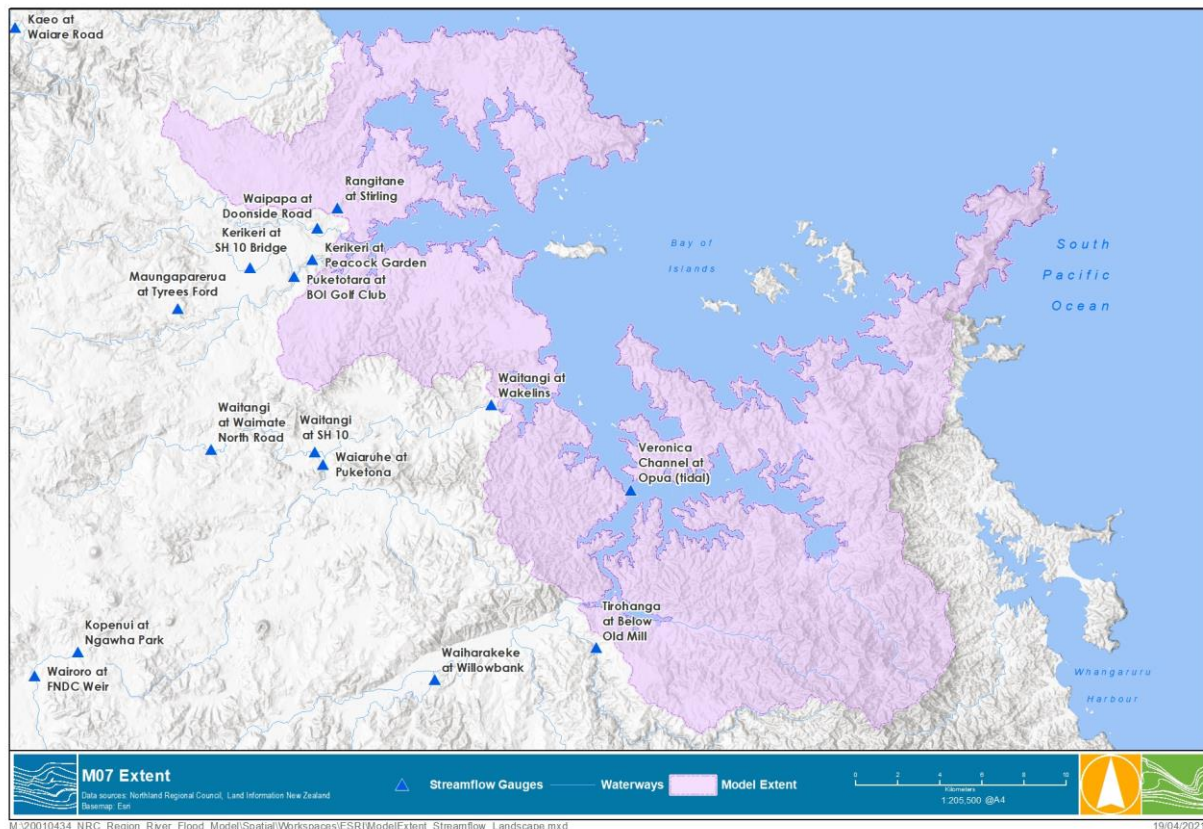 Kaeo at
Waiare Road
Rangitane
at Stirling
Waipapa at
Doonside Road
Kerikeri at
SH 10 Bridge
Kerikeri at
Peacock Garden
Maungaparerua
at Tyrees Ford
Puketotara at
BOI Golf Club
Bay of
Islands
South
Pacific
Ocean
Waitangi at
Wakelins
Waitangi
at Waimate
North Road
Waitangi
at SH 10
Waiaruhe at
Puketona
Veronica
Channel at
Opua (tidal)
Tirohanga
at Below
Old Mill
Kopenui at
Ngawha Park
Wairoro at
FNDC Weir
Waiharakeke
at Willowbank
Whangaruru
Harbour
M07 Extent
Data sources: Northland Regional Council, Land Information New Zealand
Basemap: Esri
Streamflow Gauges
Waterways
Model Extent
0 2 4 6 8 10
Kilometers
1:205,500 @A4
M:\20010434_NRC_Region_River_Flood_Model\Spatial\Workspaces\ESRI\ModelExtent_Streamflow_Landscape.mxd
19/04/2021